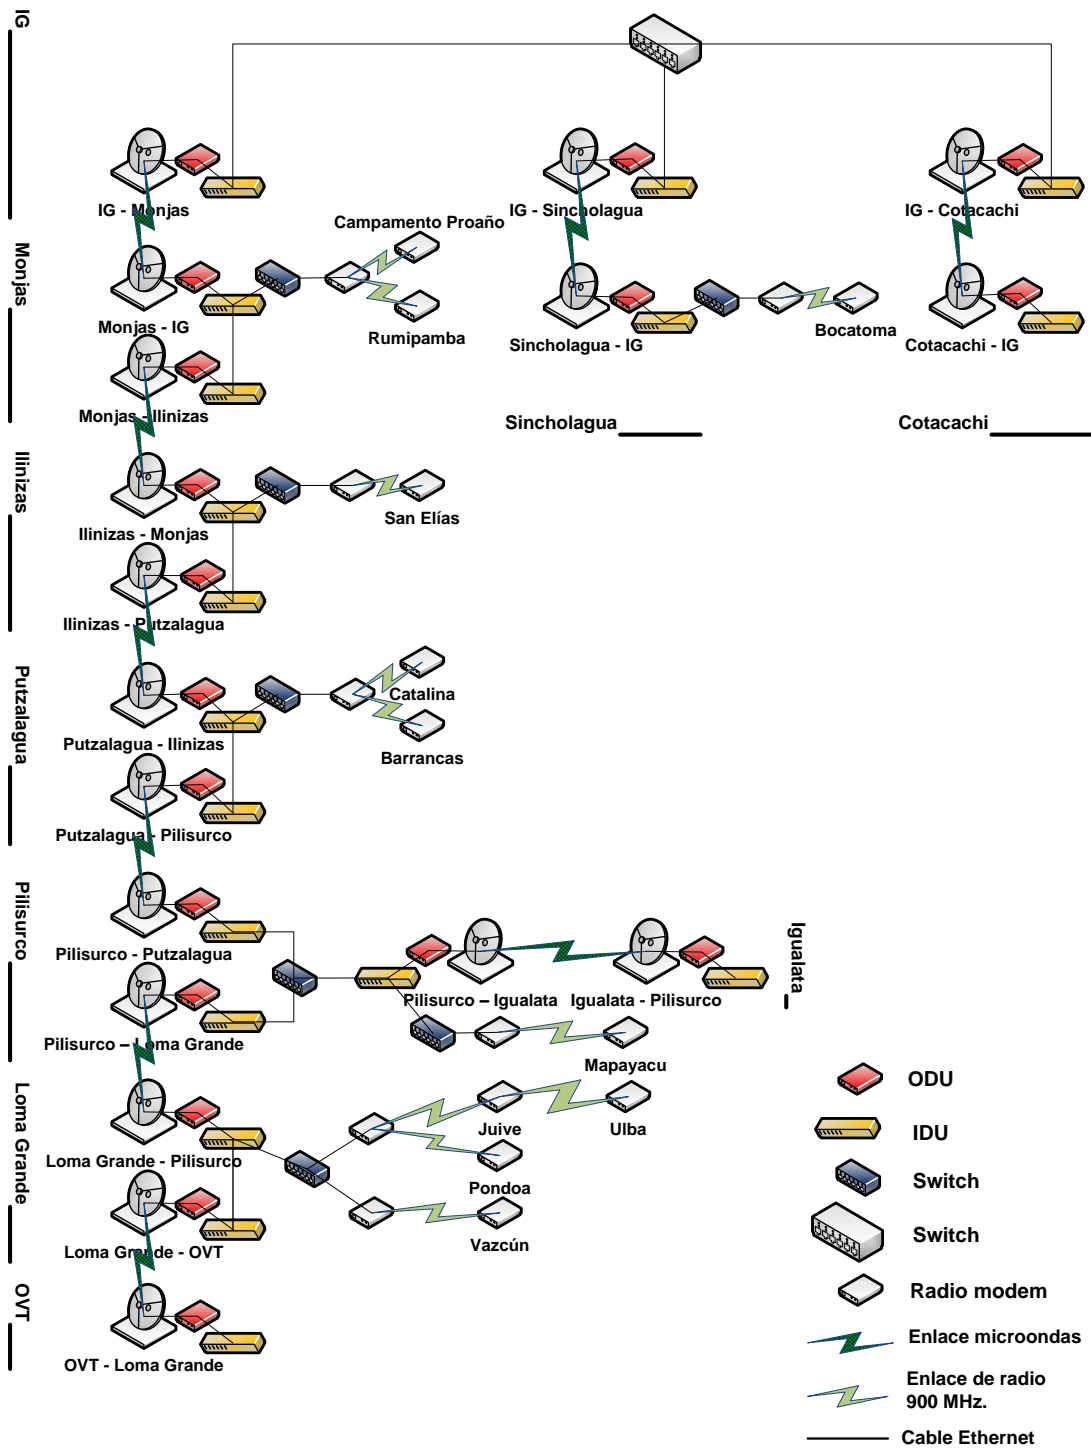 IG
IG - Monjas
IG - Sincholagua
IG - Cotacachi
Campamento Proaño
Monjas
Monjas - IG
Rumipamba
Sincholagua - IG
Bocatoma
Cotacachi - IG
Monjas - Ilinizas
Sincholagua
Cotacachi
Ilinizas
San Elías
Ilinizas - Monjas
Ilinizas - Putzalagua
Putzalagua
Catalina
Putzalagua - Ilinizas
Barrancas
Putzalagua - Pilisurco
Pilisurco
Pilisurco - Putzalagua
Igualata
Pilisurco – Igualata
Igualata - Pilisurco
Pilisurco – Loma Grande
Mapayacu
Loma Grande
Juive
Ulba
Loma Grande - Pilisurco
Pondoa
Vazcún
Loma Grande - OVT
OVT
OVT - Loma Grande
ODU
IDU
Switch
Switch
Radio modem
Enlace microondas
Enlace de radio
900 MHz.
Cable Ethernet